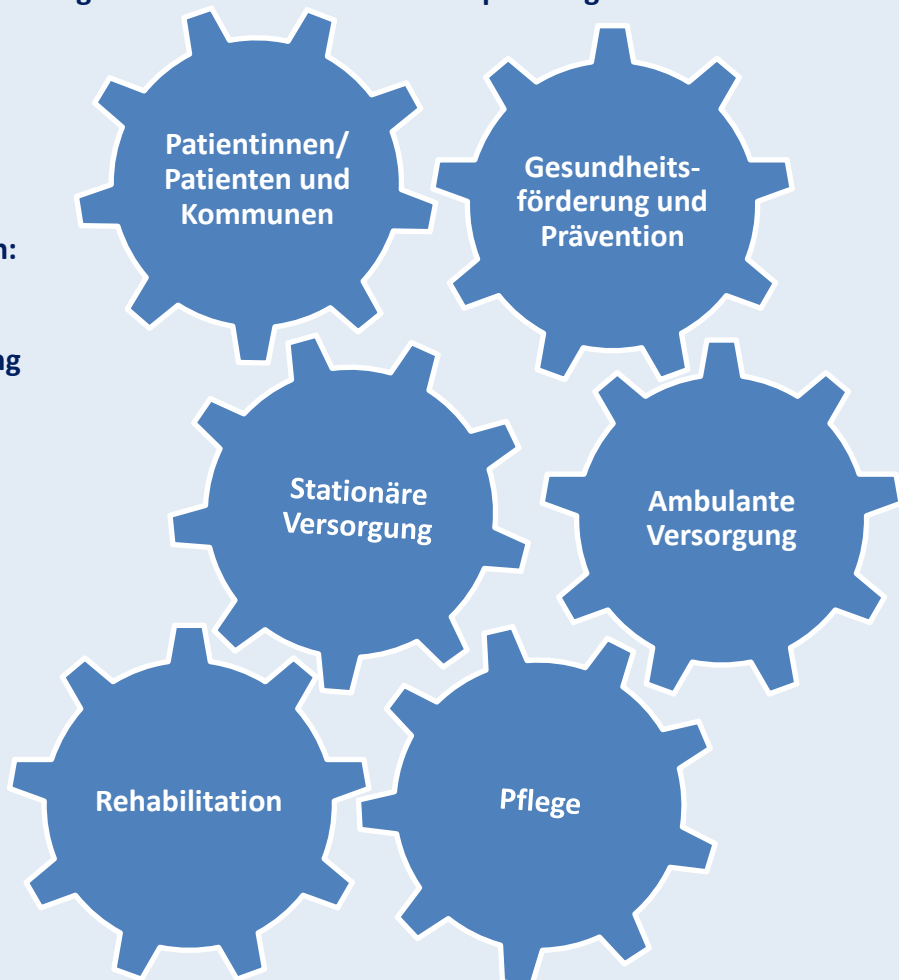 Patientinnen/
Patienten und
Kommunen
Gesundheits-
förderung und
Prävention
Stationäre
Versorgung
Ambulante
Versorgung
Rehabilitation
Pflege